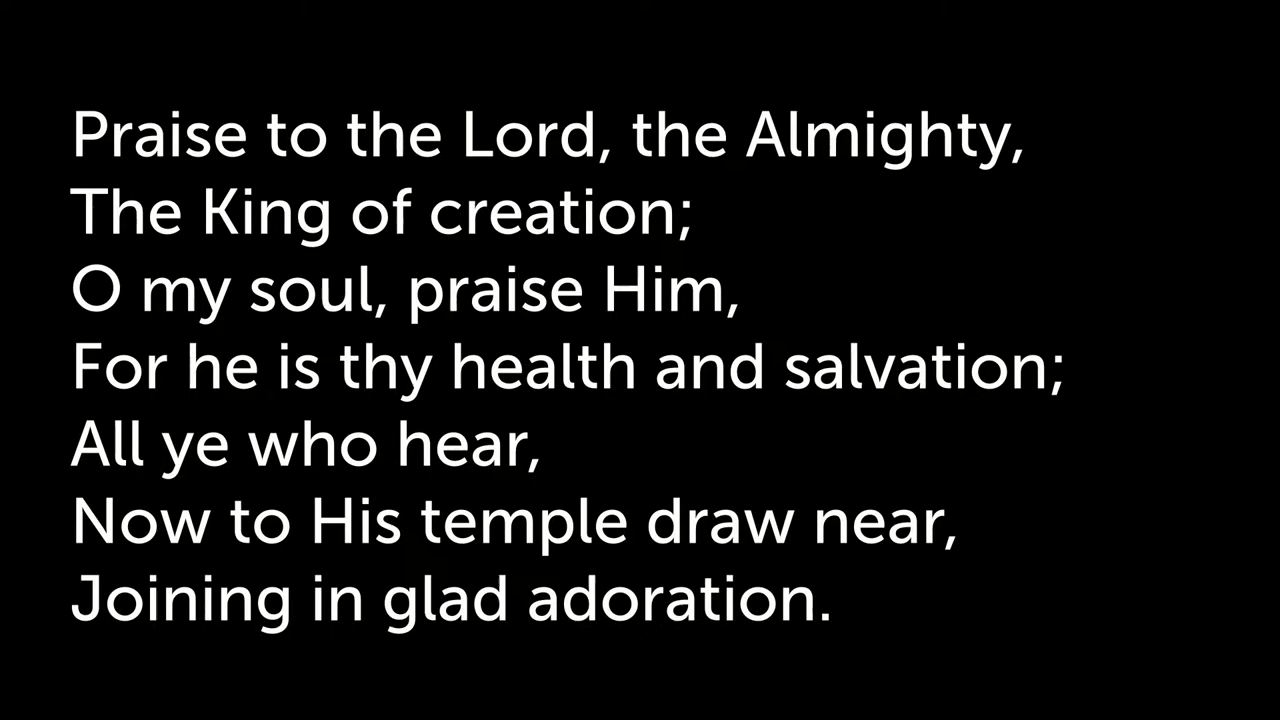 Praise to the Lord, the Almighty,
The King of creation;
O my soul, praise Him,
For he is thy health and salvation;
All ye who hear,
Now to His temple draw near,
Joining in glad adoration.